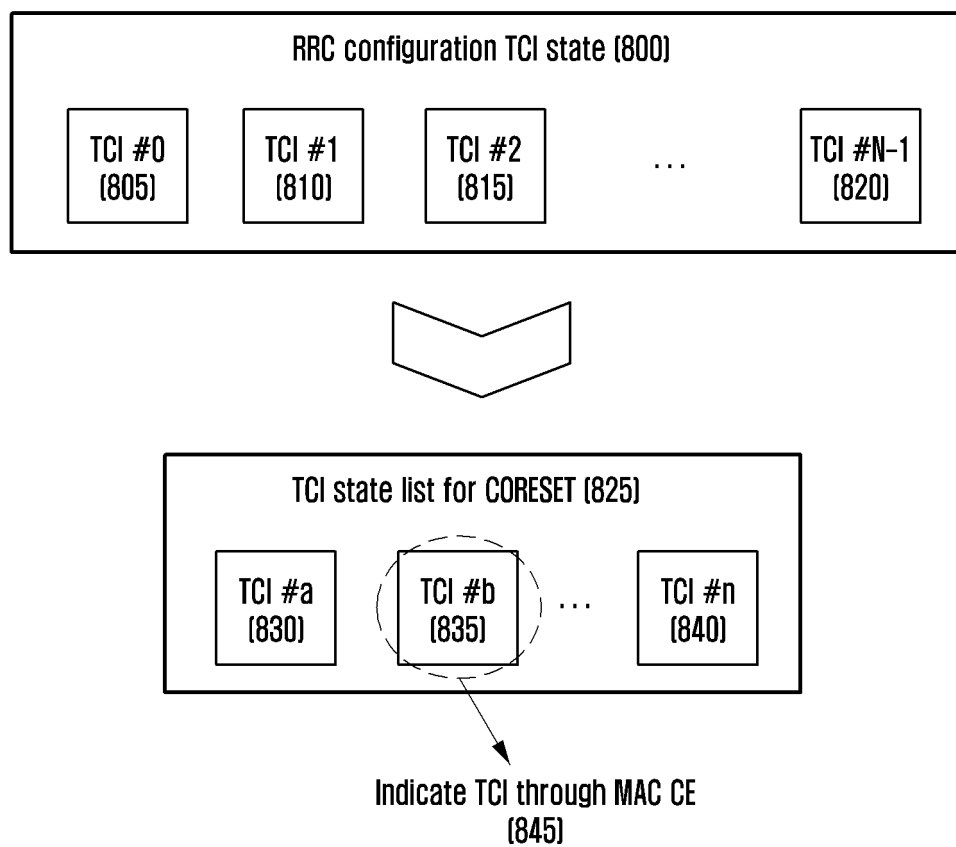 RRC configuration TCI state (800)
TCI #0 TCI #1 TCI #2 ... TCI #N-1
(805) (810) (815) (820)
TCI state list for CORESET (825)
TCI #a TCI #b ... TCI #n
(830) (835) (840)
Indicate TCI through MAC CE
(845)